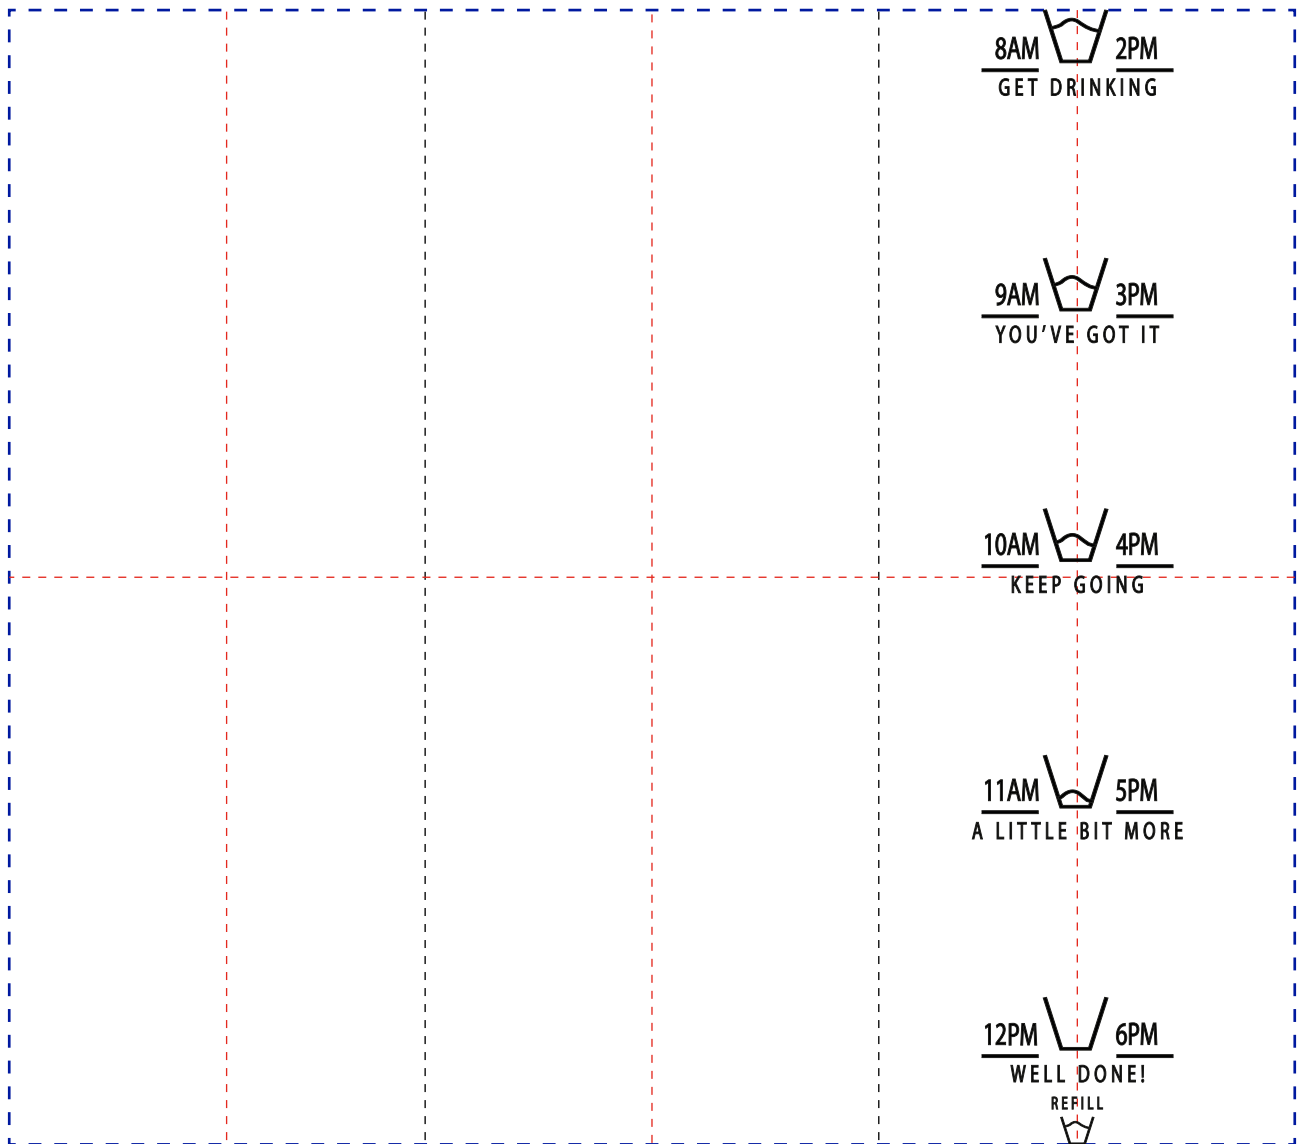 8AM 2PM
GET DRINKING
9AM 3PM
YOU'VE GOT IT
10AM 4PM
KEEP GOING
11AM 5PM
A LITTLE BIT MORE
12PM 6PM
WELL DONE!
REFILL